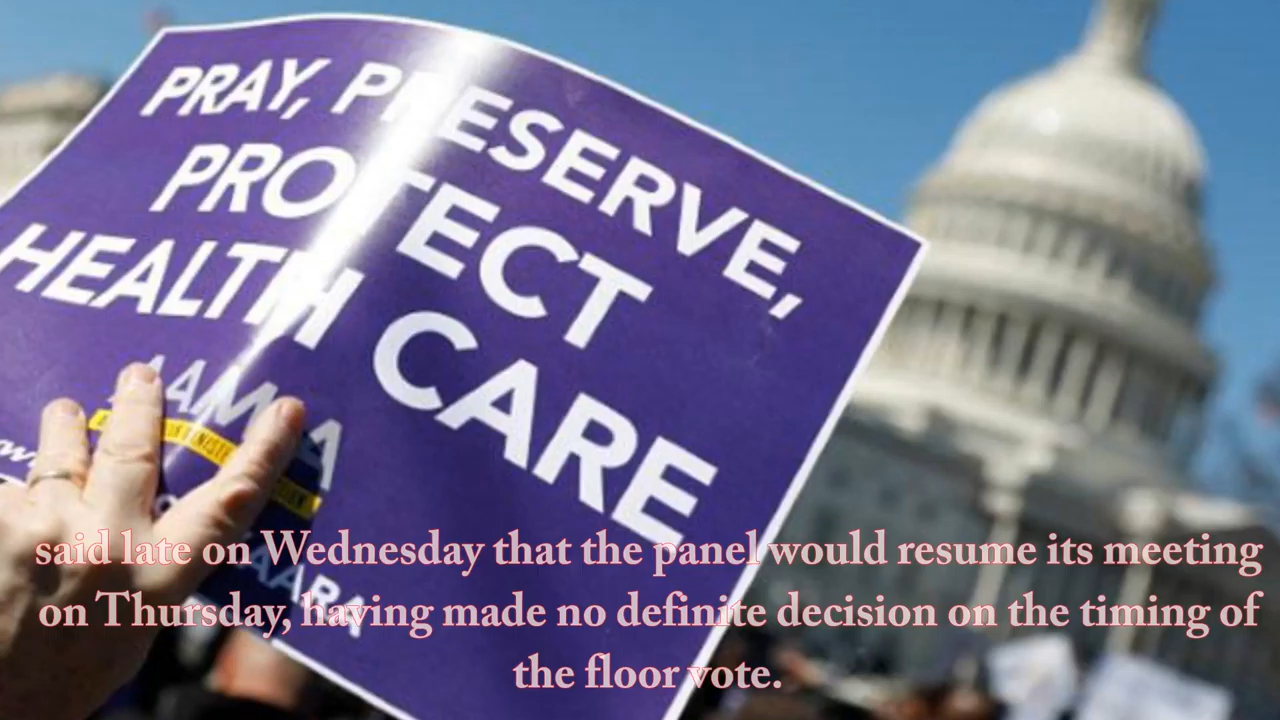 PRAY, PRESERVE,
PROTECT
HEALTH CARE
said late on Wednesday that the panel would resume its meeting
on Thursday, having made no definite decision on the timing of
the floor vote.